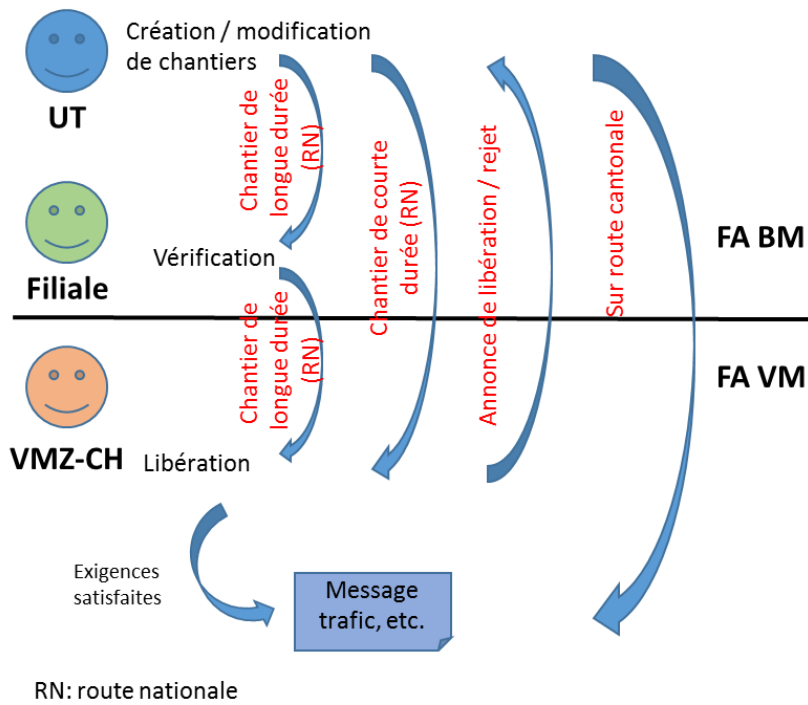 Création / modification
de chantiers
UT
Chantier de
longue durée
(RN)
Chantier de courte
durée (RN)
Annonce de libération / rejet
Sur route cantonale
FA BM
Vérification
Filiale
Chantier de
longue durée
(RN)
FA VM
VMZ-CH
Libération
Exigences
satisfaites
Message
trafic, etc.
RN: route nationale